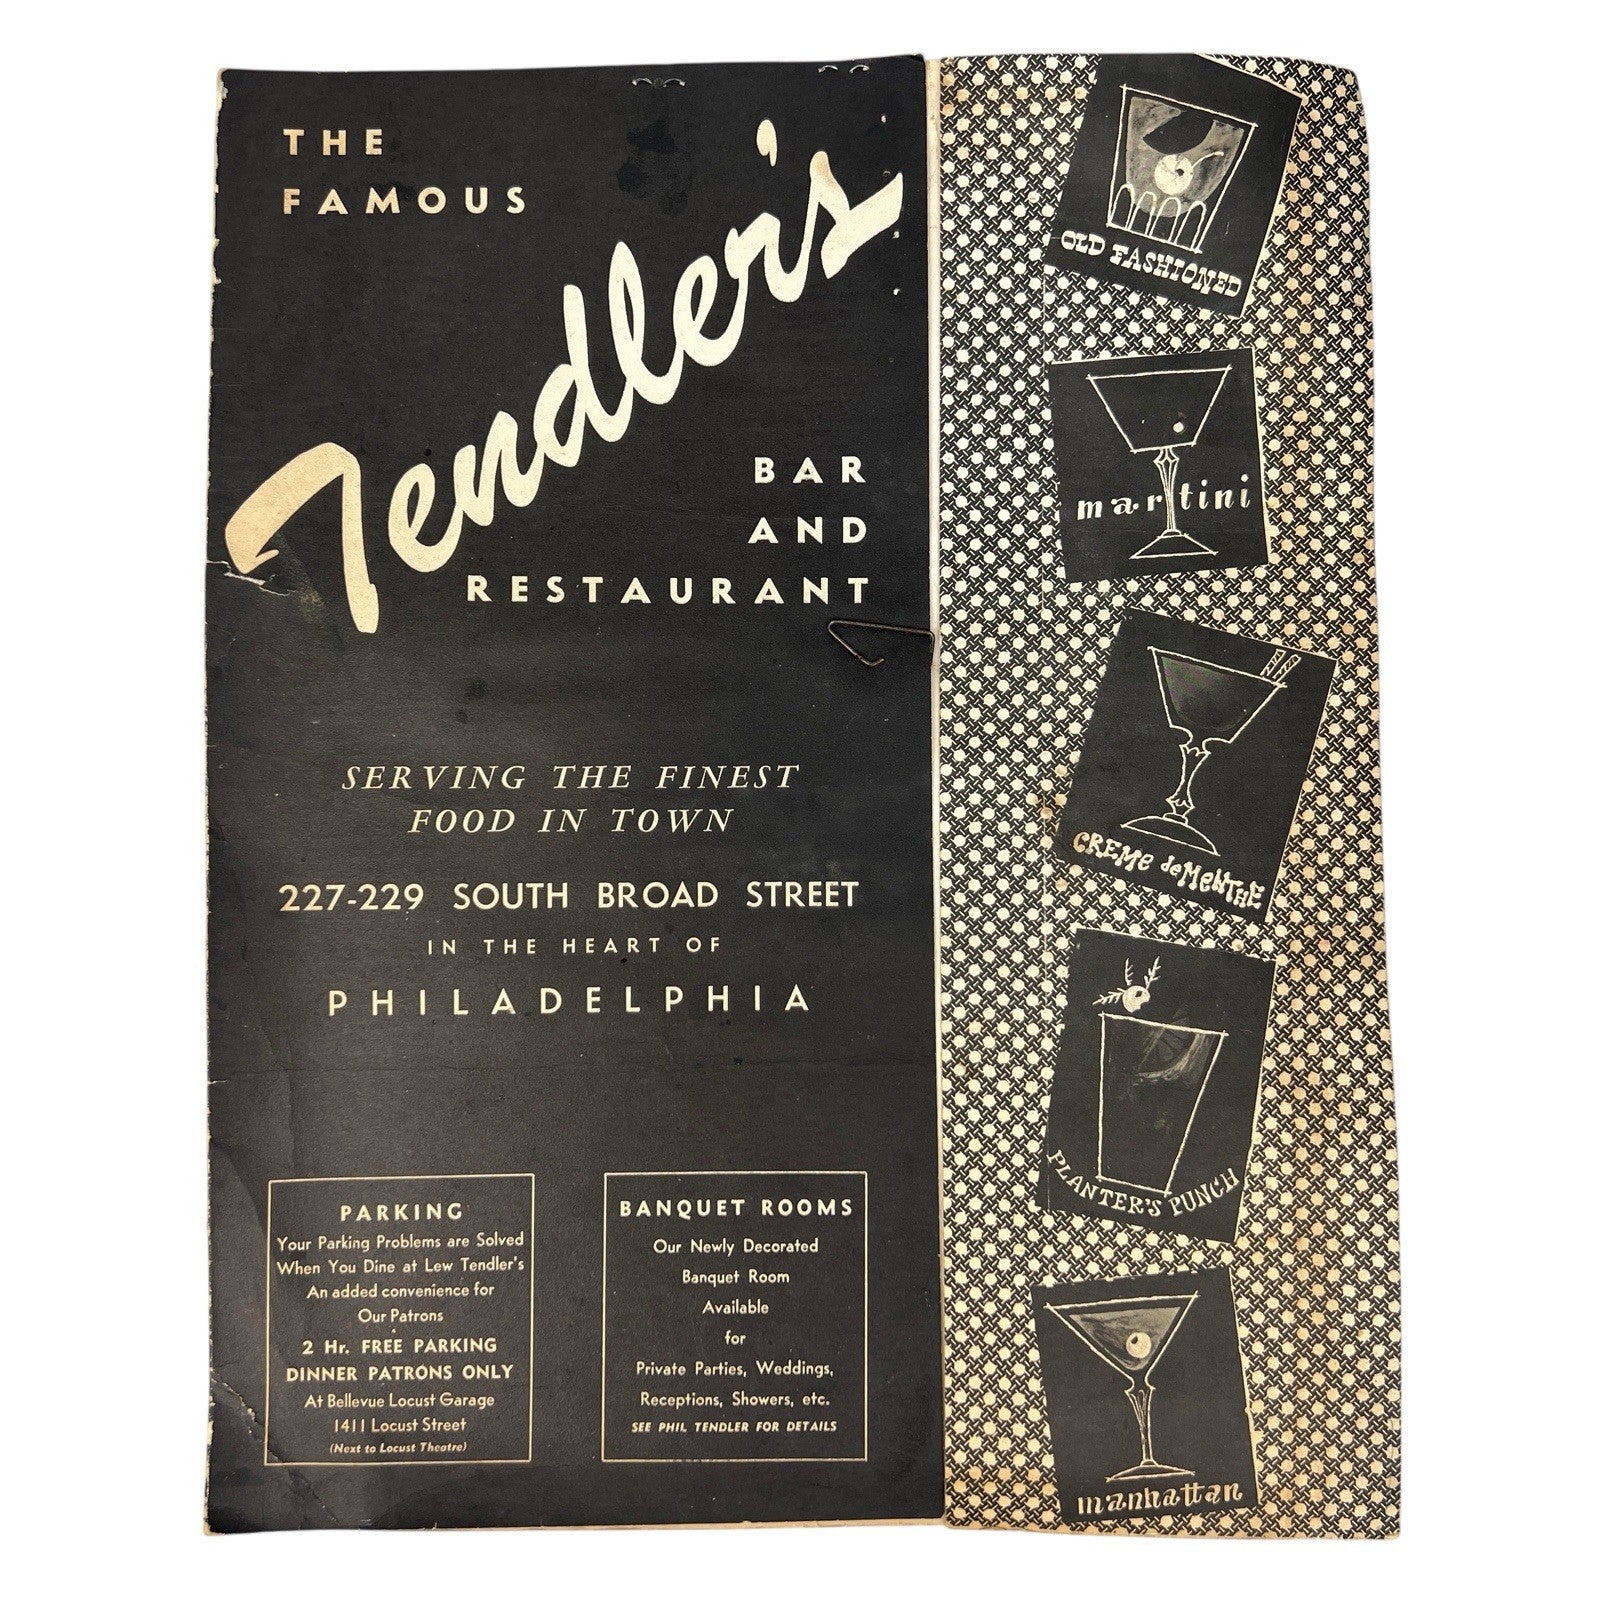 THE
FAMOUS
Tendler's
BAR
AND
RESTAURANT
SERVING THE FINEST
FOOD IN TOWN
227-229 SOUTH BROAD STREET
IN THE HEART OF
PHILADELPHIA
PARKING
Your Parking Problems are Solved
When You Dine at Lew Tendler's
An added convenience for
Our Patrons
2 Hr. FREE PARKING
DINNER PATRONS ONLY
At Bellevue Locust Garage
1411 Locust Street
(Next to Locust Theatre)
BANQUET ROOMS
Our Newly Decorated
Banquet Room
Available
for
Private Parties, Weddings,
Receptions, Showers, etc.
SEE PHIL TENDLER FOR DETAILS
OLD FASHIONED
martini
CREME deMENTHE
PLANTER'S PUNCH
manhattan